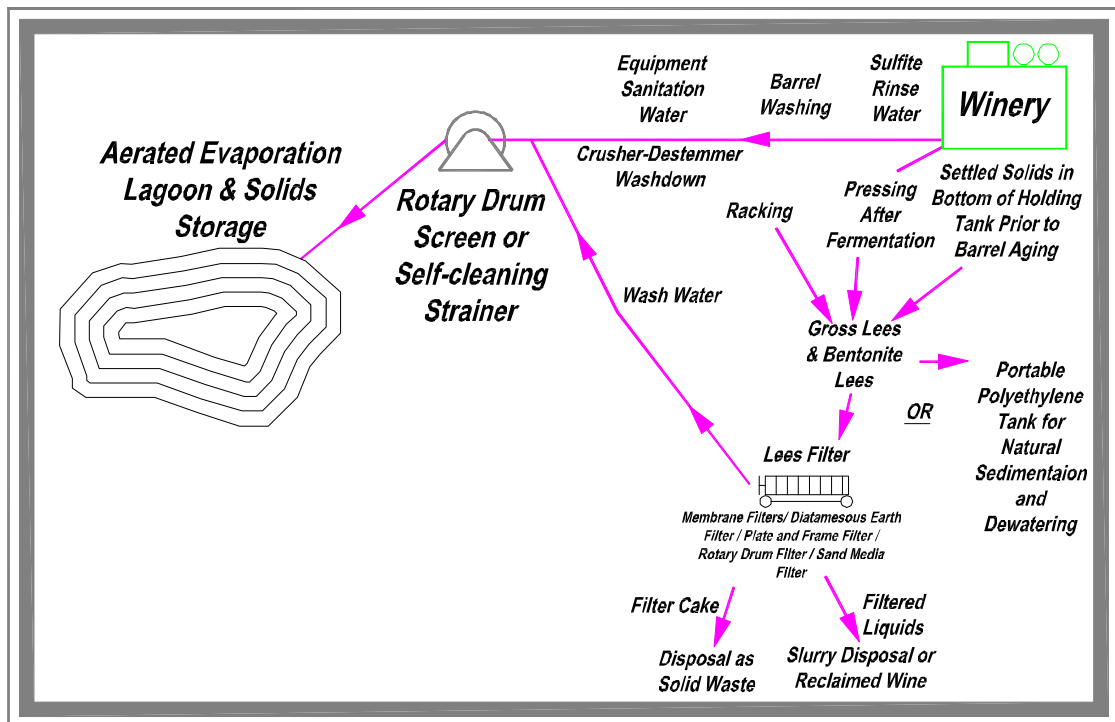 Equipment
Sanitation
Water
Barrel
Washing
Sulfite
Rinse
Water
Winery
Aerated Evaporation
Lagoon & Solids
Storage
Crusher-Destemmer
Washdown
Rotary Drum
Screen or
Self-cleaning
Strainer
Racking
Pressing
After
Fermentation
Settled Solids in
Bottom of Holding
Tank Prior to
Barrel Aging
Wash Water
Gross Lees
& Bentonite
Lees
OR
Portable
Polyethylene
Tank for
Natural
Sedimentaion
and
Dewatering
Lees Filter
Membrane Filters/ Diatamesous Earth
Filter / Plate and Frame Filter /
Rotary Drum Filter / Sand Media
Filter
Filter Cake
Filtered
Liquids
Disposal as
Solid Waste
Slurry Disposal or
Reclaimed Wine